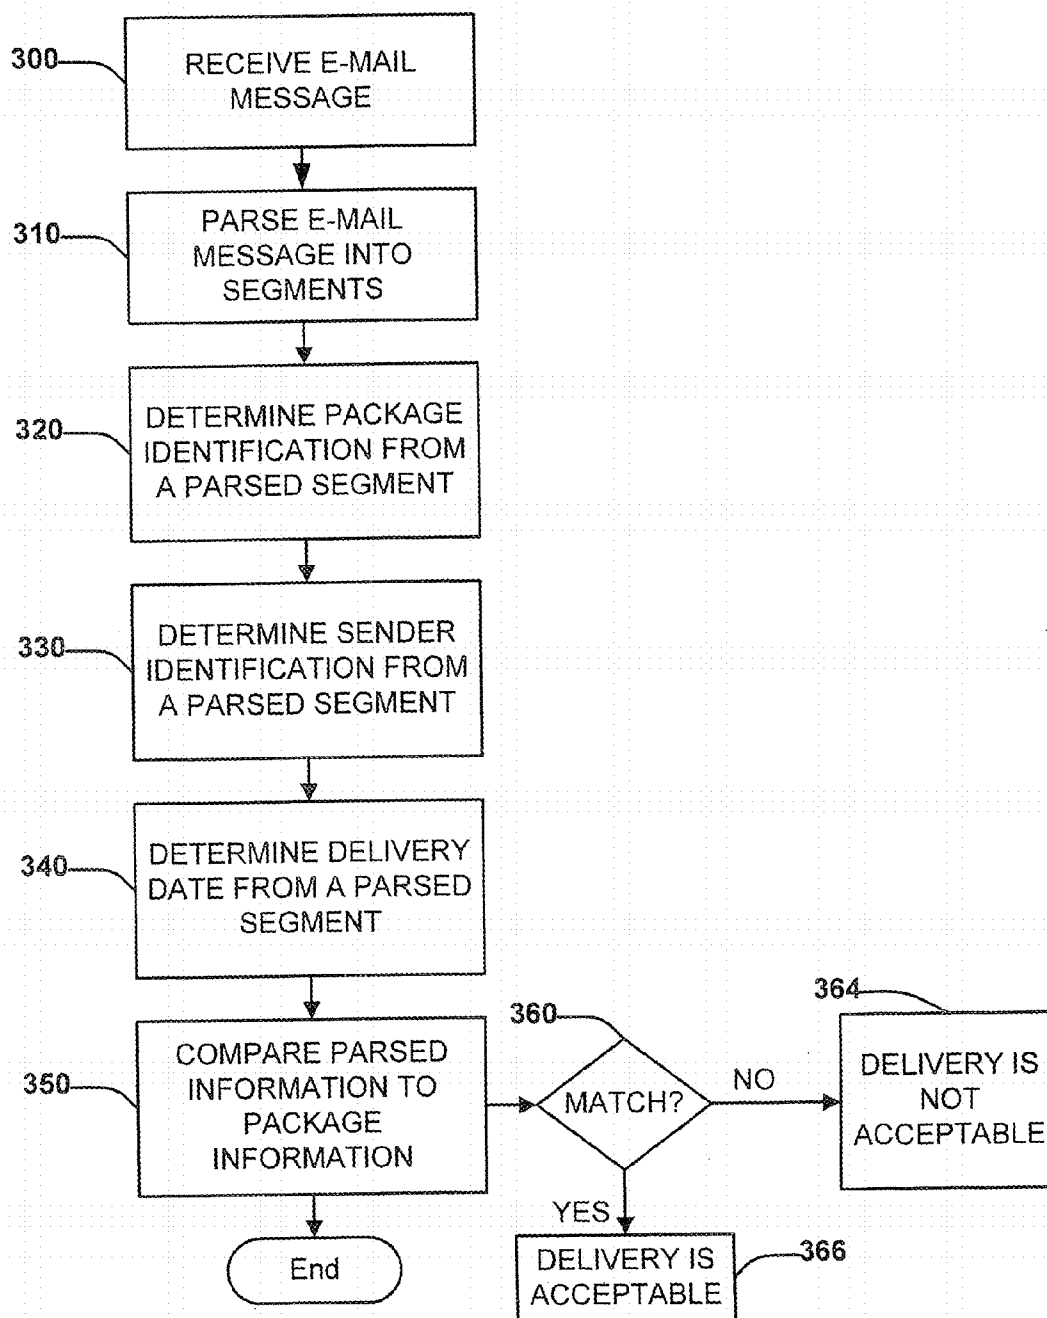 300
RECEIVE E-MAIL
MESSAGE
310
PARSE E-MAIL
MESSAGE INTO
SEGMENTS
320
DETERMINE PACKAGE
IDENTIFICATION FROM
A PARSED SEGMENT
330
DETERMINE SENDER
IDENTIFICATION FROM
A PARSED SEGMENT
340
DETERMINE DELIVERY
DATE FROM A PARSED
SEGMENT
350
COMPARE PARSED
INFORMATION TO
PACKAGE
INFORMATION
360
MATCH?
NO
364
DELIVERY IS
NOT
ACCEPTABLE
YES
366
DELIVERY IS
ACCEPTABLE
End